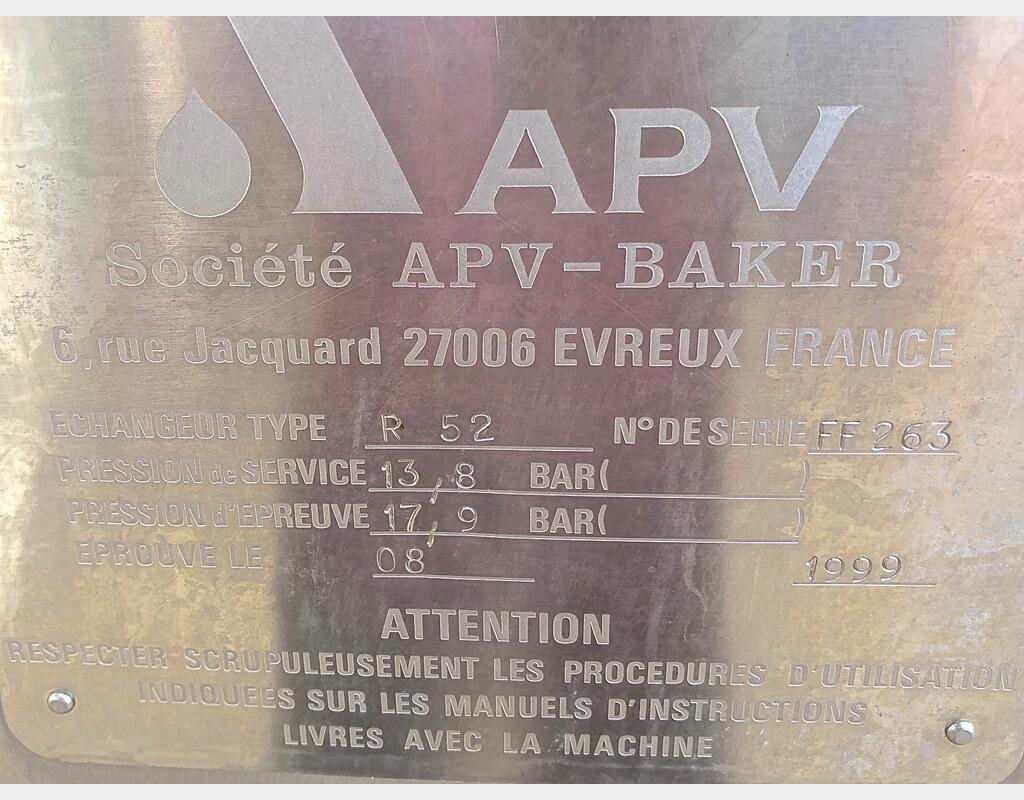 APV
Société APV-BAKER
6, rue Jacquard 27006 EVREUX FRANCE
ECHANGEUR TYPE R 52 N° DE SERIE FF 263
PRESSION de SERVICE 13,8 BAR( )
PRESSION d'EPREUVE 17,9 BAR( )
EPROUVE LE 08 1999
ATTENTION
RESPECTER SCRUPULEUSEMENT LES PROCEDURES D'UTILISATION
INDIQUEES SUR LES MANUELS D'INSTRUCTIONS
LIVRES AVEC LA MACHINE